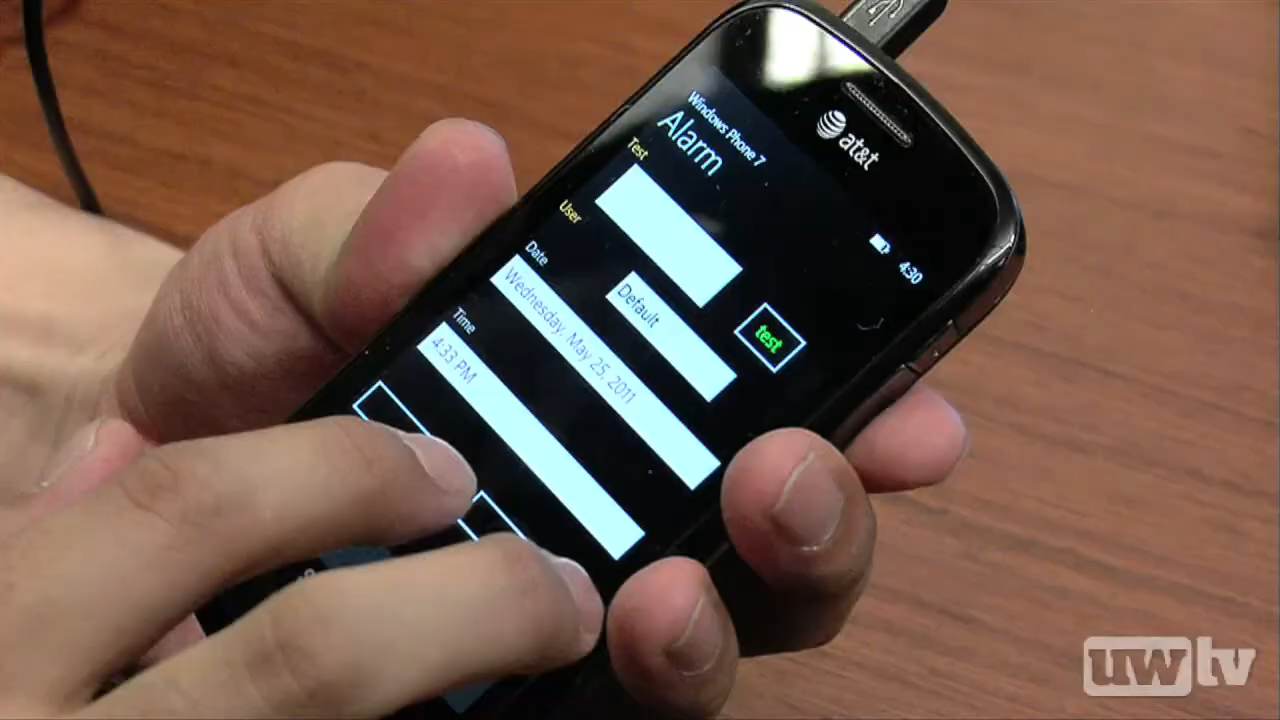 at&t
4:30
Windows Phone 7
Alarm
Test
test
User
Default
Date
Wednesday, May 25, 2011
Time
4:33 PM
uwtv